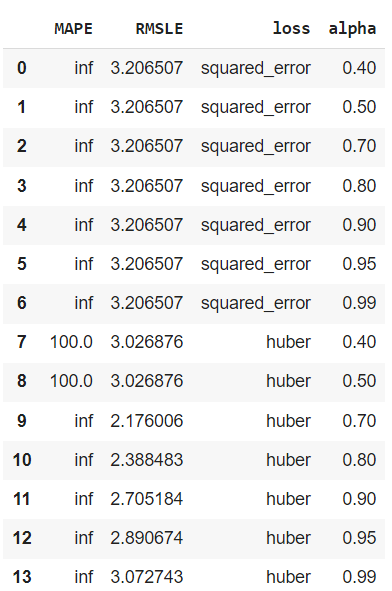 MAPE RMSLE loss alpha
0 inf 3.206507 squared_error 0.40
1 inf 3.206507 squared_error 0.50
2 inf 3.206507 squared_error 0.70
3 inf 3.206507 squared_error 0.80
4 inf 3.206507 squared_error 0.90
5 inf 3.206507 squared_error 0.95
6 inf 3.206507 squared_error 0.99
7 100.0 3.026876 huber 0.40
8 100.0 3.026876 huber 0.50
9 inf 2.176006 huber 0.70
10 inf 2.388483 huber 0.80
11 inf 2.705184 huber 0.90
12 inf 2.890674 huber 0.95
13 inf 3.072743 huber 0.99